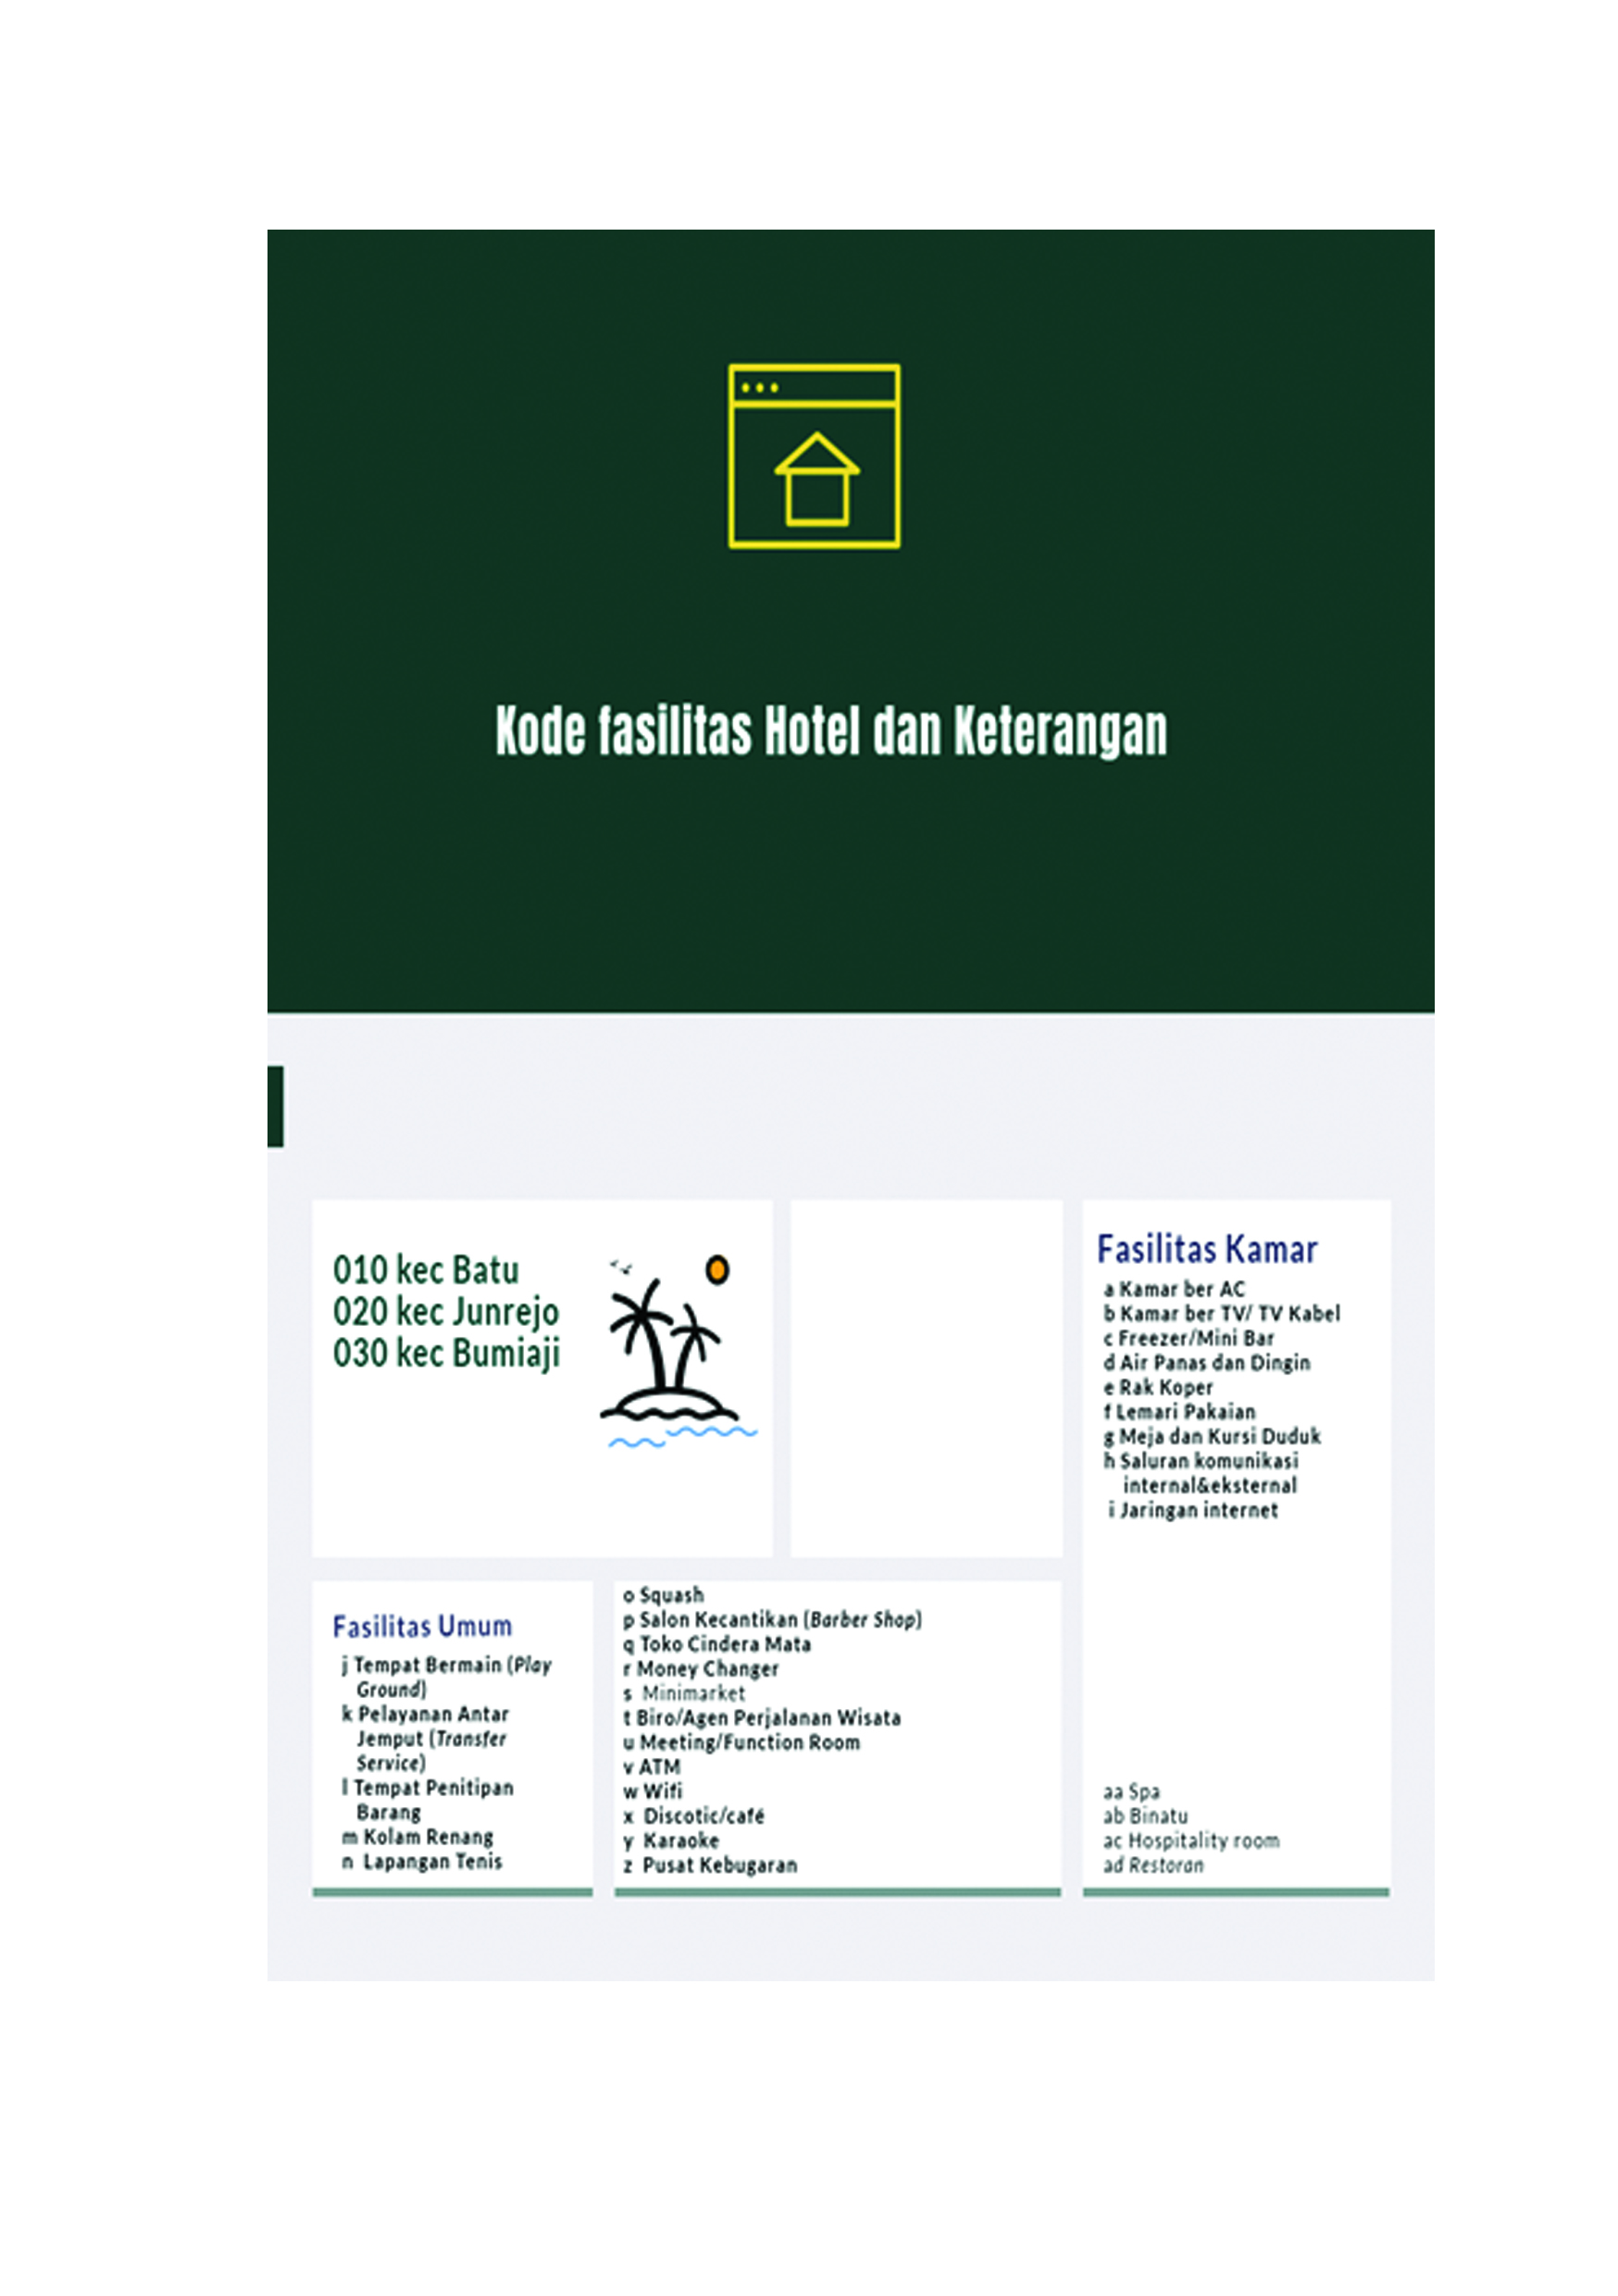 Kode fasilitas Hotel dan Keterangan
010 kec Batu
020 kec Junrejo
030 kec Bumiaji
Fasilitas Kamar
a Kamar ber AC
b Kamar ber TV/ TV Kabel
c Freezer/Mini Bar
d Air Panas dan Dingin
e Rak Koper
f Lemari Pakaian
g Meja dan Kursi Duduk
h Saluran komunikasi
internal&eksternal
i Jaringan internet
Fasilitas Umum
j Tempat Bermain (Play
Ground)
k Pelayanan Antar
Jemput (Transfer
Service)
l Tempat Penitipan
Barang
m Kolam Renang
n Lapangan Tenis
o Squash
p Salon Kecantikan (Barber Shop)
q Toko Cindera Mata
r Money Changer
s Minimarket
t Biro/Agen Perjalanan Wisata
u Meeting/Function Room
v ATM
w Wifi
x Discotic/café
y Karaoke
z Pusat Kebugaran
aa Spa
ab Binatu
ac Hospitality room
ad Restoran